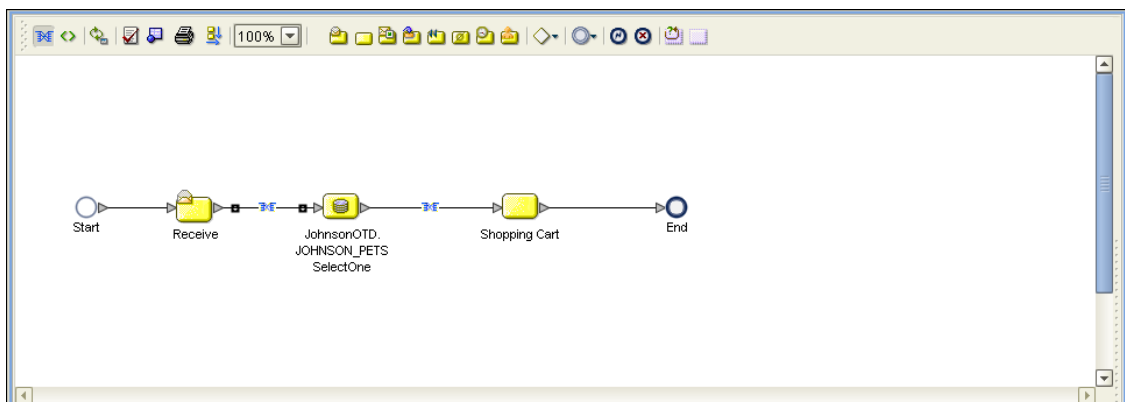 100%
Start
Receive
JohnsonOTD.
JOHNSON_PETS
SelectOne
Shopping Cart
End